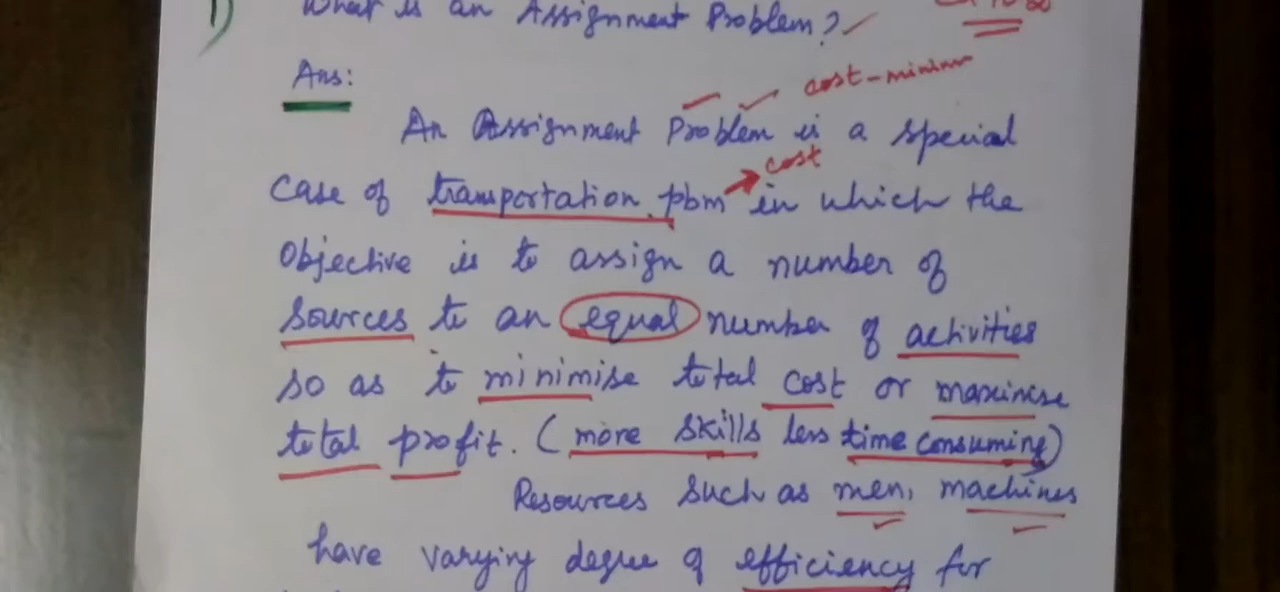 1) What is an Assignment Problem?
Ans:
cost-minim
An Assignment Problem is a special
cost
Case of transportation pbm in which the
Objective is to assign a number of
sources to an equal number of activities
so as to minimise total cost or maximise
total profit. (more skills less time consuming)
Resources such as men, machines
have varying degree of efficiency for